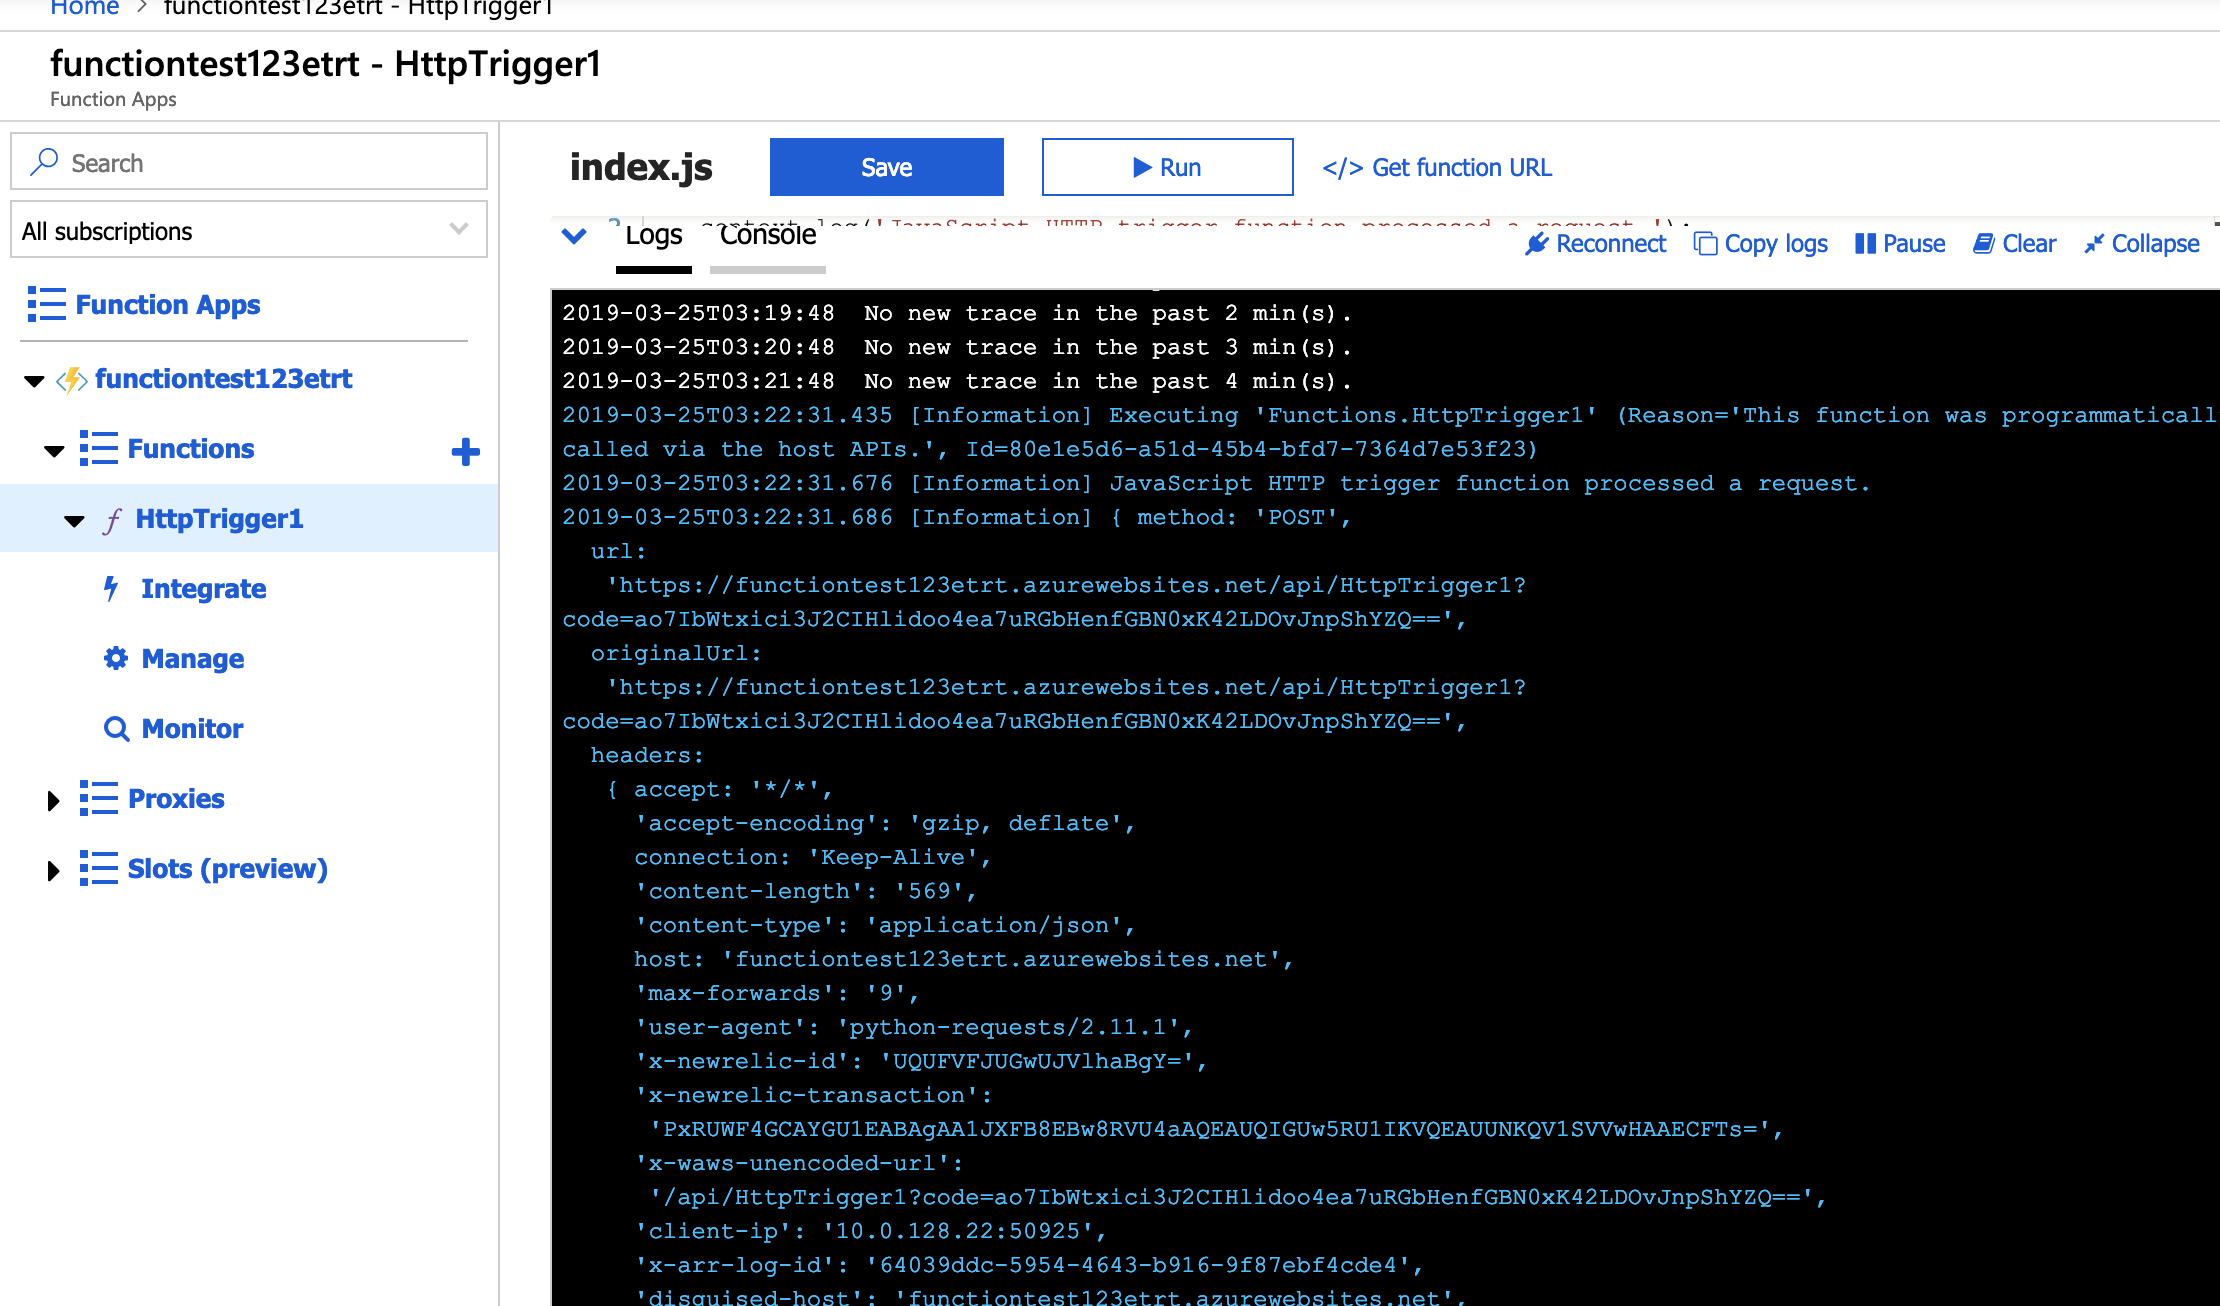 Home > functiontest123etrt - HttpTrigger1
functiontest123etrt - HttpTrigger1
Function Apps
Search
All subscriptions
Function Apps
functiontest123etrt
Functions
HttpTrigger1
Integrate
Manage
Monitor
Proxies
Slots (preview)
index.js
Save
Run
</> Get function URL
2 context.log('JavaScript HTTP trigger function processed a request.');
Logs Console
Reconnect Copy logs Pause Clear Collapse
2019-03-25T03:19:48  No new trace in the past 2 min(s).
2019-03-25T03:20:48  No new trace in the past 3 min(s).
2019-03-25T03:21:48  No new trace in the past 4 min(s).
2019-03-25T03:22:31.435 [Information] Executing 'Functions.HttpTrigger1' (Reason='This function was programmaticall
called via the host APIs.', Id=80e1e5d6-a51d-45b4-bfd7-7364d7e53f23)
2019-03-25T03:22:31.676 [Information] JavaScript HTTP trigger function processed a request.
2019-03-25T03:22:31.686 [Information] { method: 'POST',
url:
'https://functiontest123etrt.azurewebsites.net/api/HttpTrigger1?
code=ao7IbWtxici3J2CIHlidoo4ea7uRGbHenfGBN0xK42LDOvJnpShYZQ==',
originalUrl:
'https://functiontest123etrt.azurewebsites.net/api/HttpTrigger1?
code=ao7IbWtxici3J2CIHlidoo4ea7uRGbHenfGBN0xK42LDOvJnpShYZQ==',
headers:
{ accept: '*/*',
'accept-encoding': 'gzip, deflate',
connection: 'Keep-Alive',
'content-length': '569',
'content-type': 'application/json',
host: 'functiontest123etrt.azurewebsites.net',
'max-forwards': '9',
'user-agent': 'python-requests/2.11.1',
'x-newrelic-id': 'UQUFVFJUGwUJVlhaBgY=',
'x-newrelic-transaction':
'PxRUWF4GCAYGU1EABAgAA1JXFB8EBw8RVU4aAQEAUQIGUw5RU1IKVQEAUUNKQV1SVVwHAAECFTs=',
'x-waws-unencoded-url':
'/api/HttpTrigger1?code=ao7IbWtxici3J2CIHlidoo4ea7uRGbHenfGBN0xK42LDOvJnpShYZQ==',
'client-ip': '10.0.128.22:50925',
'x-arr-log-id': '64039ddc-5954-4643-b916-9f87ebf4cde4',
'disguised-host': 'functiontest123etrt.azurewebsites.net',